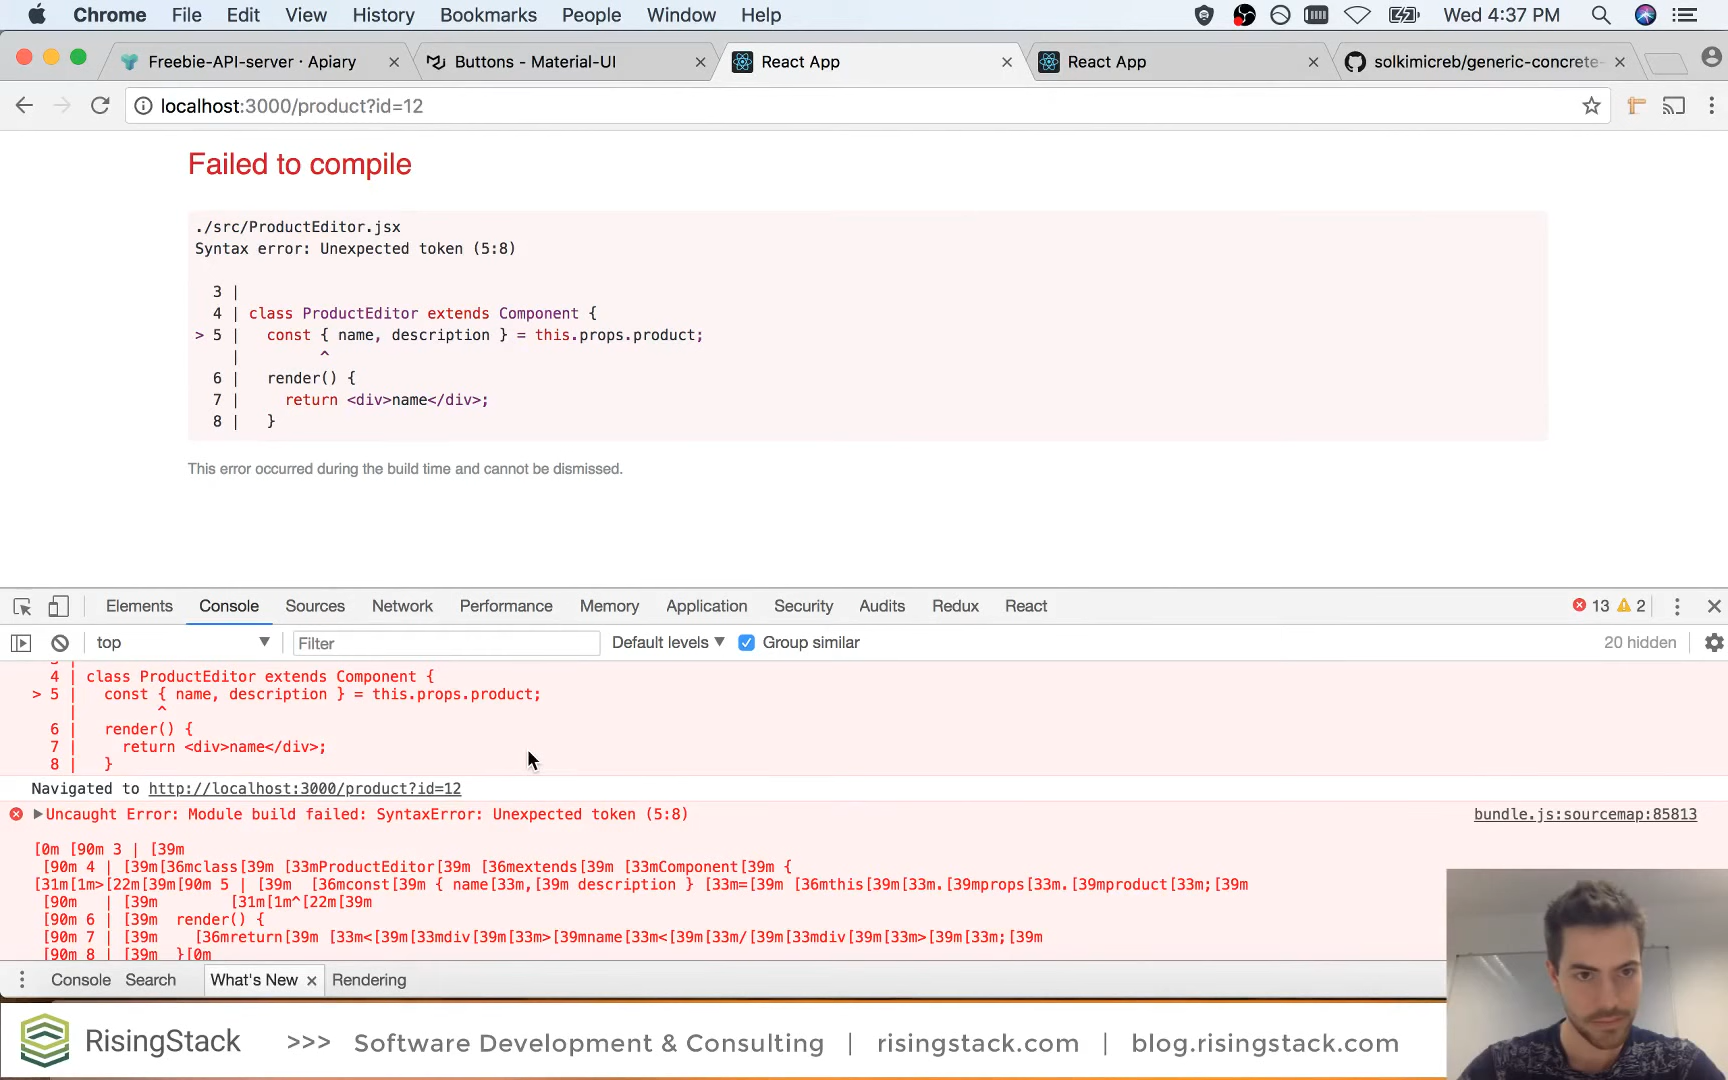 Chrome File Edit View History Bookmarks People Window Help Wed 4:37 PM
Freebie-API-server · Apiary Buttons - Material-UI React App React App solkimicreb/generic-concrete-
localhost:3000/product?id=12
Failed to compile
./src/ProductEditor.jsx
Syntax error: Unexpected token (5:8)
3 |
4 | class ProductEditor extends Component {
> 5 | const { name, description } = this.props.product;
| ^
6 | render() {
7 | return <div>name</div>;
8 | }
This error occurred during the build time and cannot be dismissed.
Elements Console Sources Network Performance Memory Application Security Audits Redux React 13 2
top Filter Default levels Group similar 20 hidden
4 | class ProductEditor extends Component {
> 5 | const { name, description } = this.props.product;
| ^
6 | render() {
7 | return <div>name</div>;
8 | }
Navigated to http://localhost:3000/product?id=12
Uncaught Error: Module build failed: SyntaxError: Unexpected token (5:8) bundle.js:sourcemap:85813
[0m [90m 3 | [39m
[90m 4 | [39m[36mclass[39m [33mProductEditor[39m [36mextends[39m [33mComponent[39m {
[31m[1m>[22m[39m[90m 5 | [39m [36mconst[39m { name[33m,[39m description } [33m=[39m [36mthis[39m[33m.[39mprops[33m.[39mproduct[33m;[39m
[90m | [39m [31m[1m^[22m[39m
[90m 6 | [39m render() {
[90m 7 | [39m [36mreturn[39m [33m<[39m[33mdiv[39m[33m>[39mname[33m<[39m[33m/[39m[33mdiv[39m[33m>[39m[33m;[39m
[90m 8 | [39m }[0m
Console Search What's New Rendering
RisingStack >>> Software Development & Consulting | risingstack.com | blog.risingstack.com